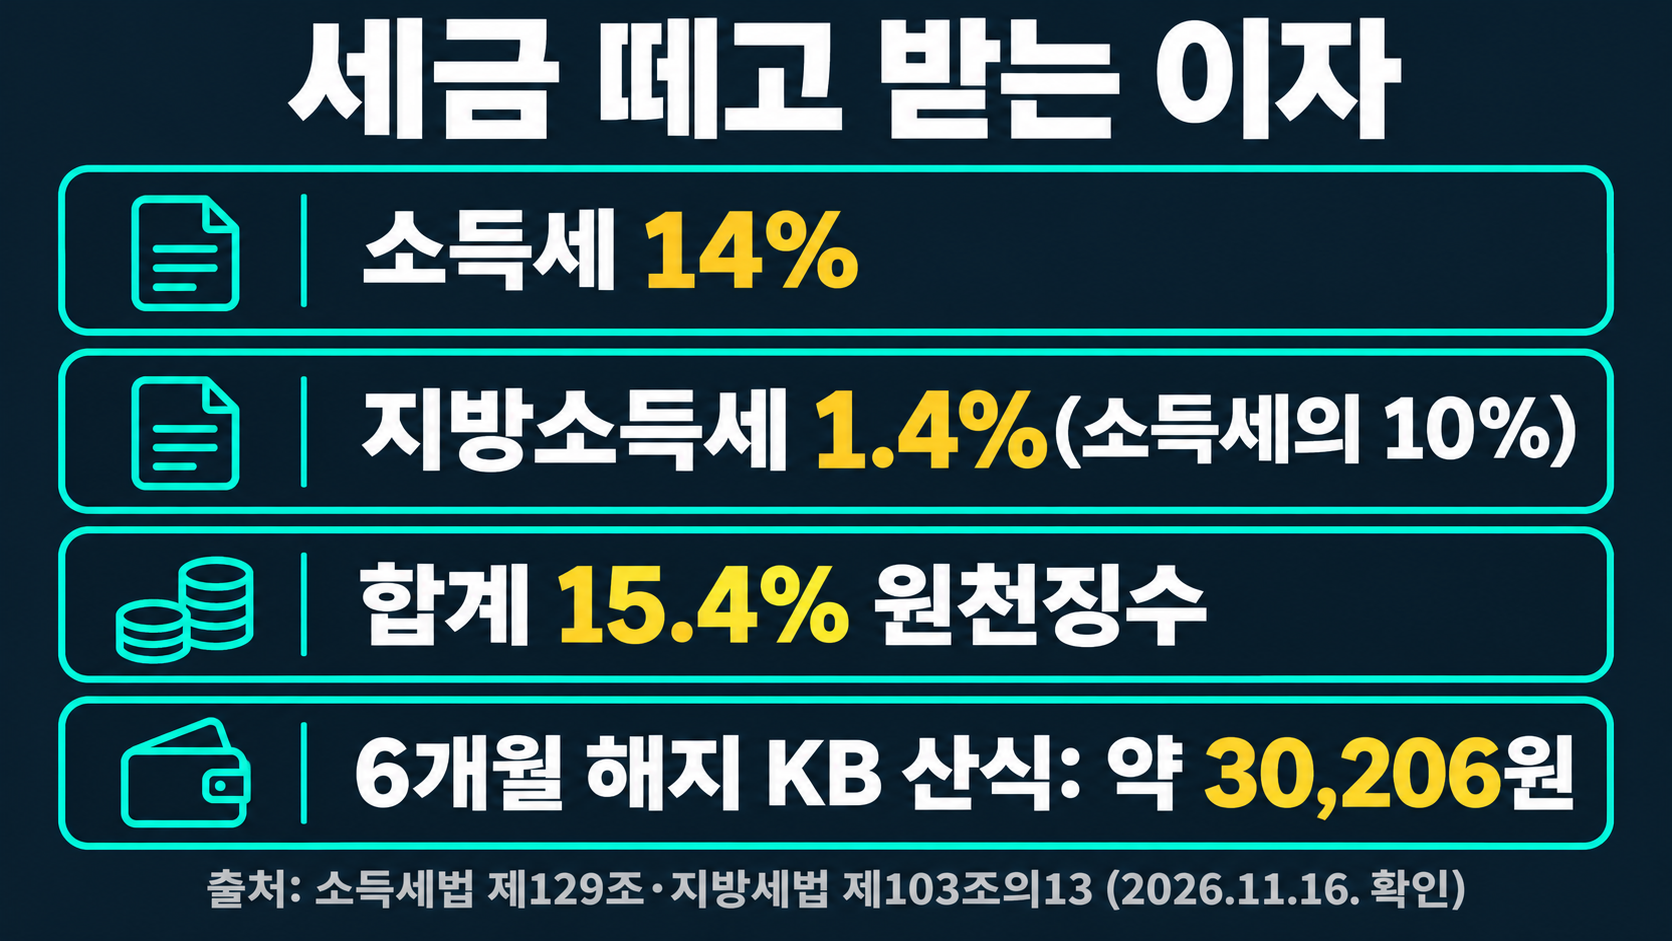 세금 떼고 받는 이자
소득세 14%
지방소득세 1.4%(소득세의 10%)
합계 15.4% 원천징수
6개월 해지 KB 산식: 약 30,206원
출처: 소득세법 제129조·지방세법 제103조의13 (2026.11.16. 확인)